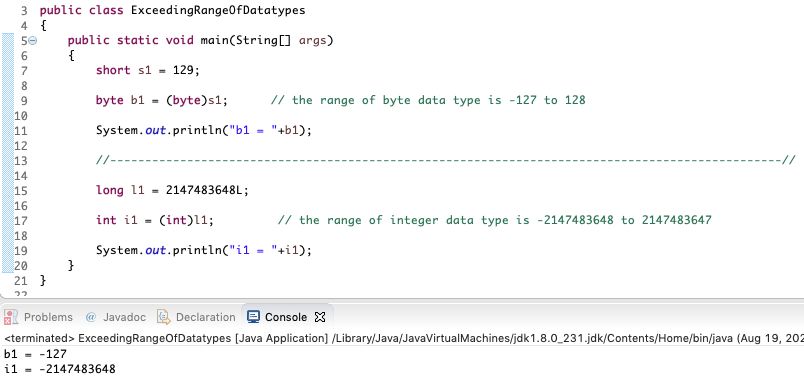 3 public class ExceedingRangeOfDatatypes
4 {
5 public static void main(String[] args)
6 {
7 short s1 = 129;
8
9 byte b1 = (byte)s1; // the range of byte data type is -127 to 128
10
11 System.out.println("b1 = "+b1);
12
13 //-------------------------------------------------------------------------------------------------//
14
15 long l1 = 2147483648L;
16
17 int i1 = (int)l1; // the range of integer data type is -2147483648 to 2147483647
18
19 System.out.println("i1 = "+i1);
20 }
21 }
22
Problems @ Javadoc Declaration Console
<terminated> ExceedingRangeOfDatatypes [Java Application] /Library/Java/JavaVirtualMachines/jdk1.8.0_231.jdk/Contents/Home/bin/java (Aug 19, 202
b1 = -127
i1 = -2147483648